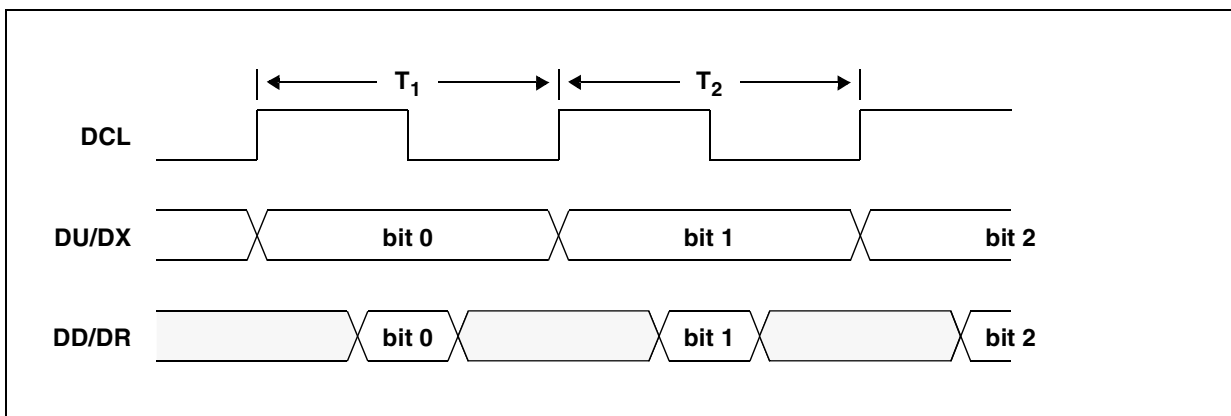 T1 T2
DCL
DU/DX bit 0 bit 1 bit 2
DD/DR bit 0 bit 1 bit 2